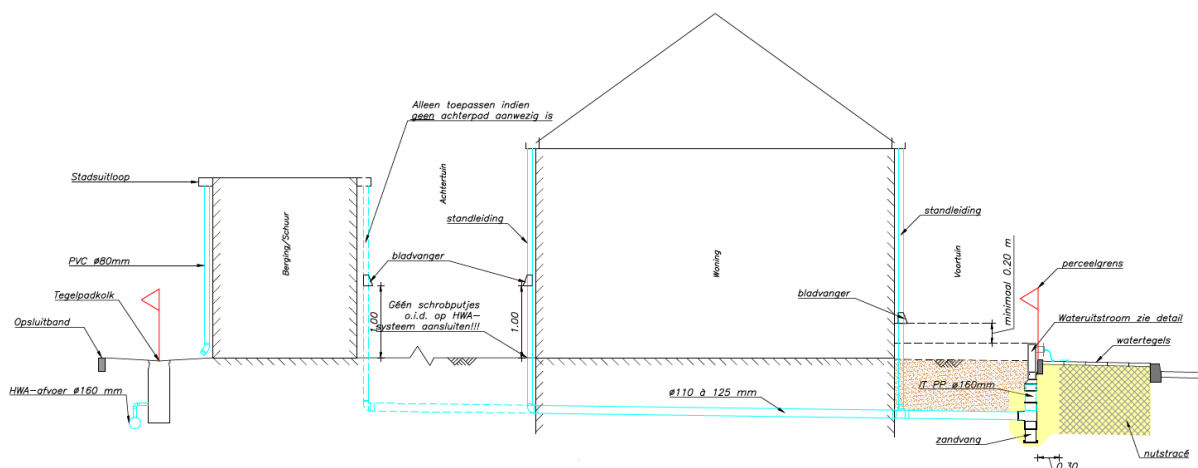 Alleen toepassen indien
geen achterpad aanwezig is
Stadsuitloop
Achtertuin
standleiding
standleiding
Berging/Schuur
Woning
Voortuin
minimaal 0.20 m
PVC ø80mm
bladvanger
perceelgrens
Tegelpadkolk
bladvanger
Géén schrobputjes
o.i.d. op HWA-
systeem aansluiten!!!
1.00
1.00
Opsluitband
Wateruitstroom zie detail
watertegels
HWA-afvoer ø160 mm
ø110 à 125 mm
IT PP ø160mm
zandvang
nutstracé
0.30